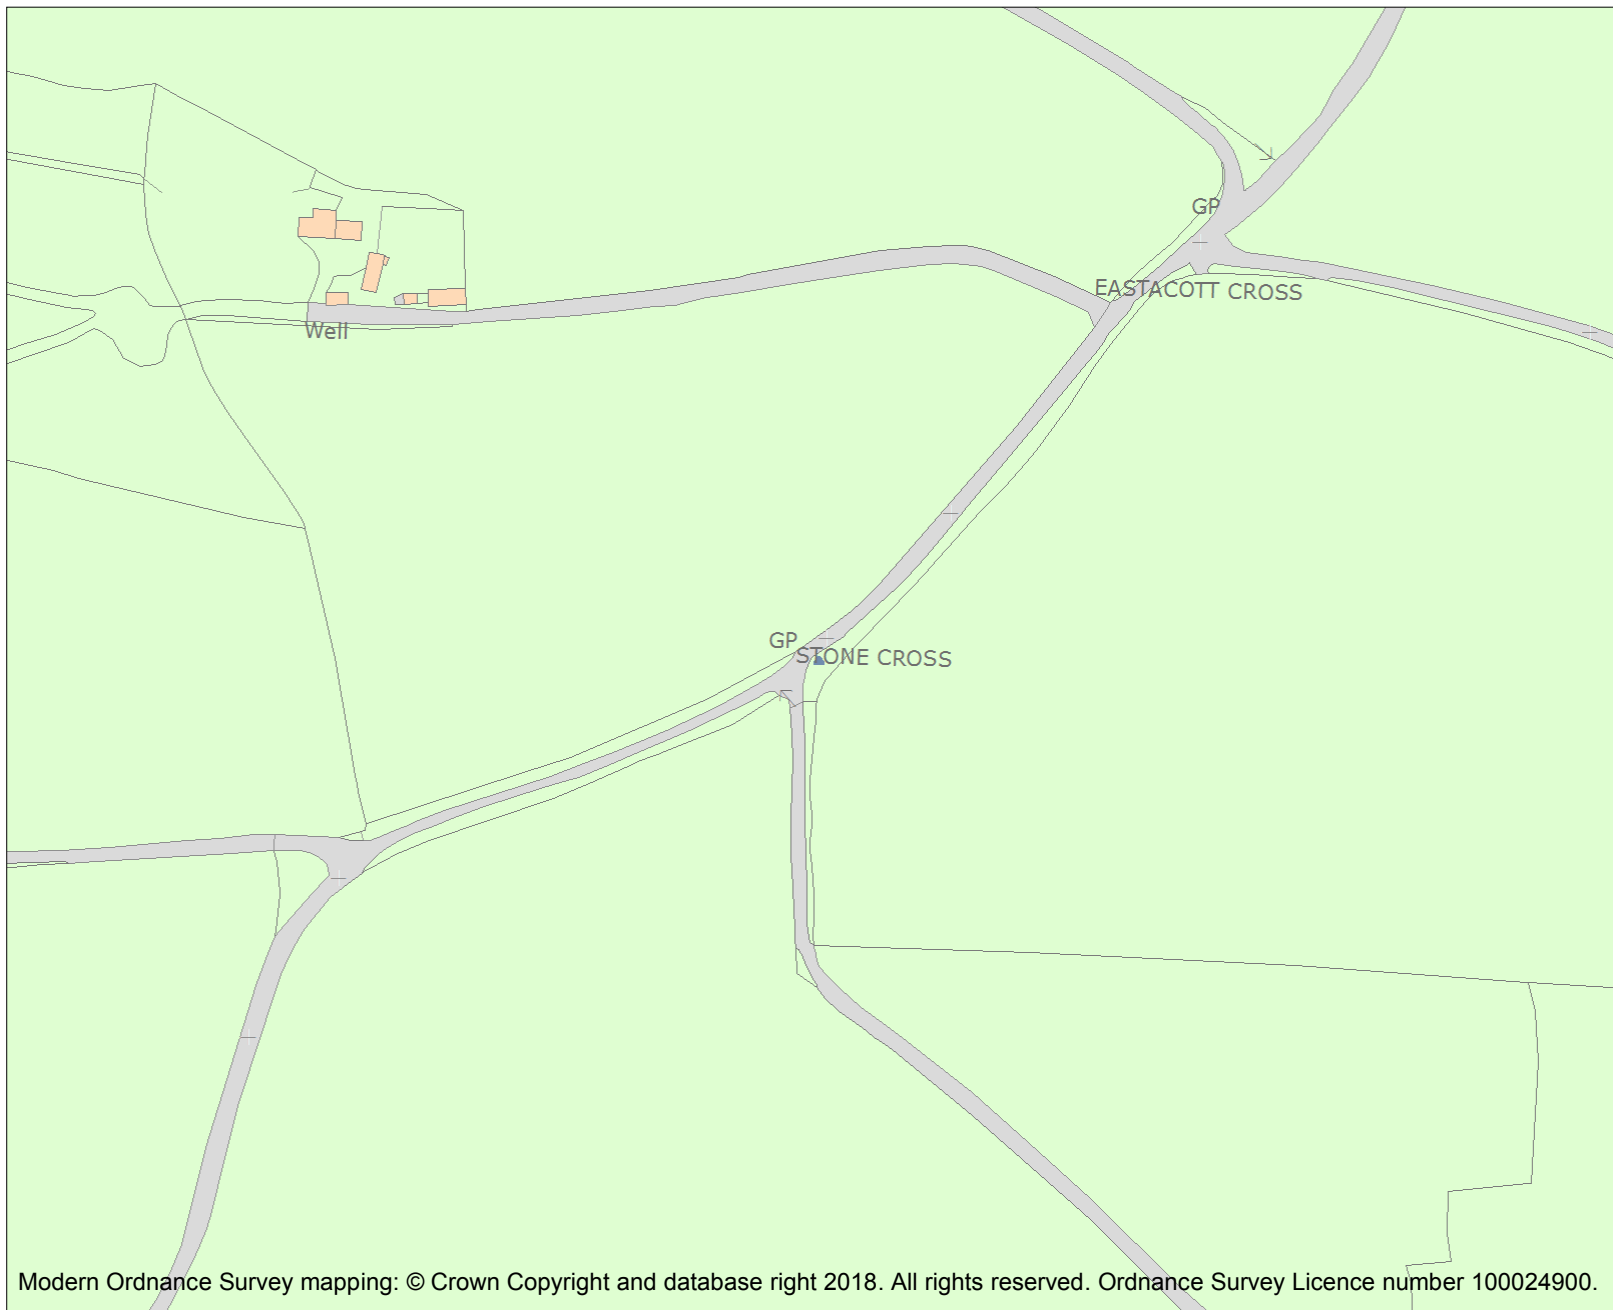 GP
EASTACOTT CROSS
Well
GP
STONE CROSS
Modern Ordnance Survey mapping: © Crown Copyright and database right 2018. All rights reserved. Ordnance Survey Licence number 100024900.